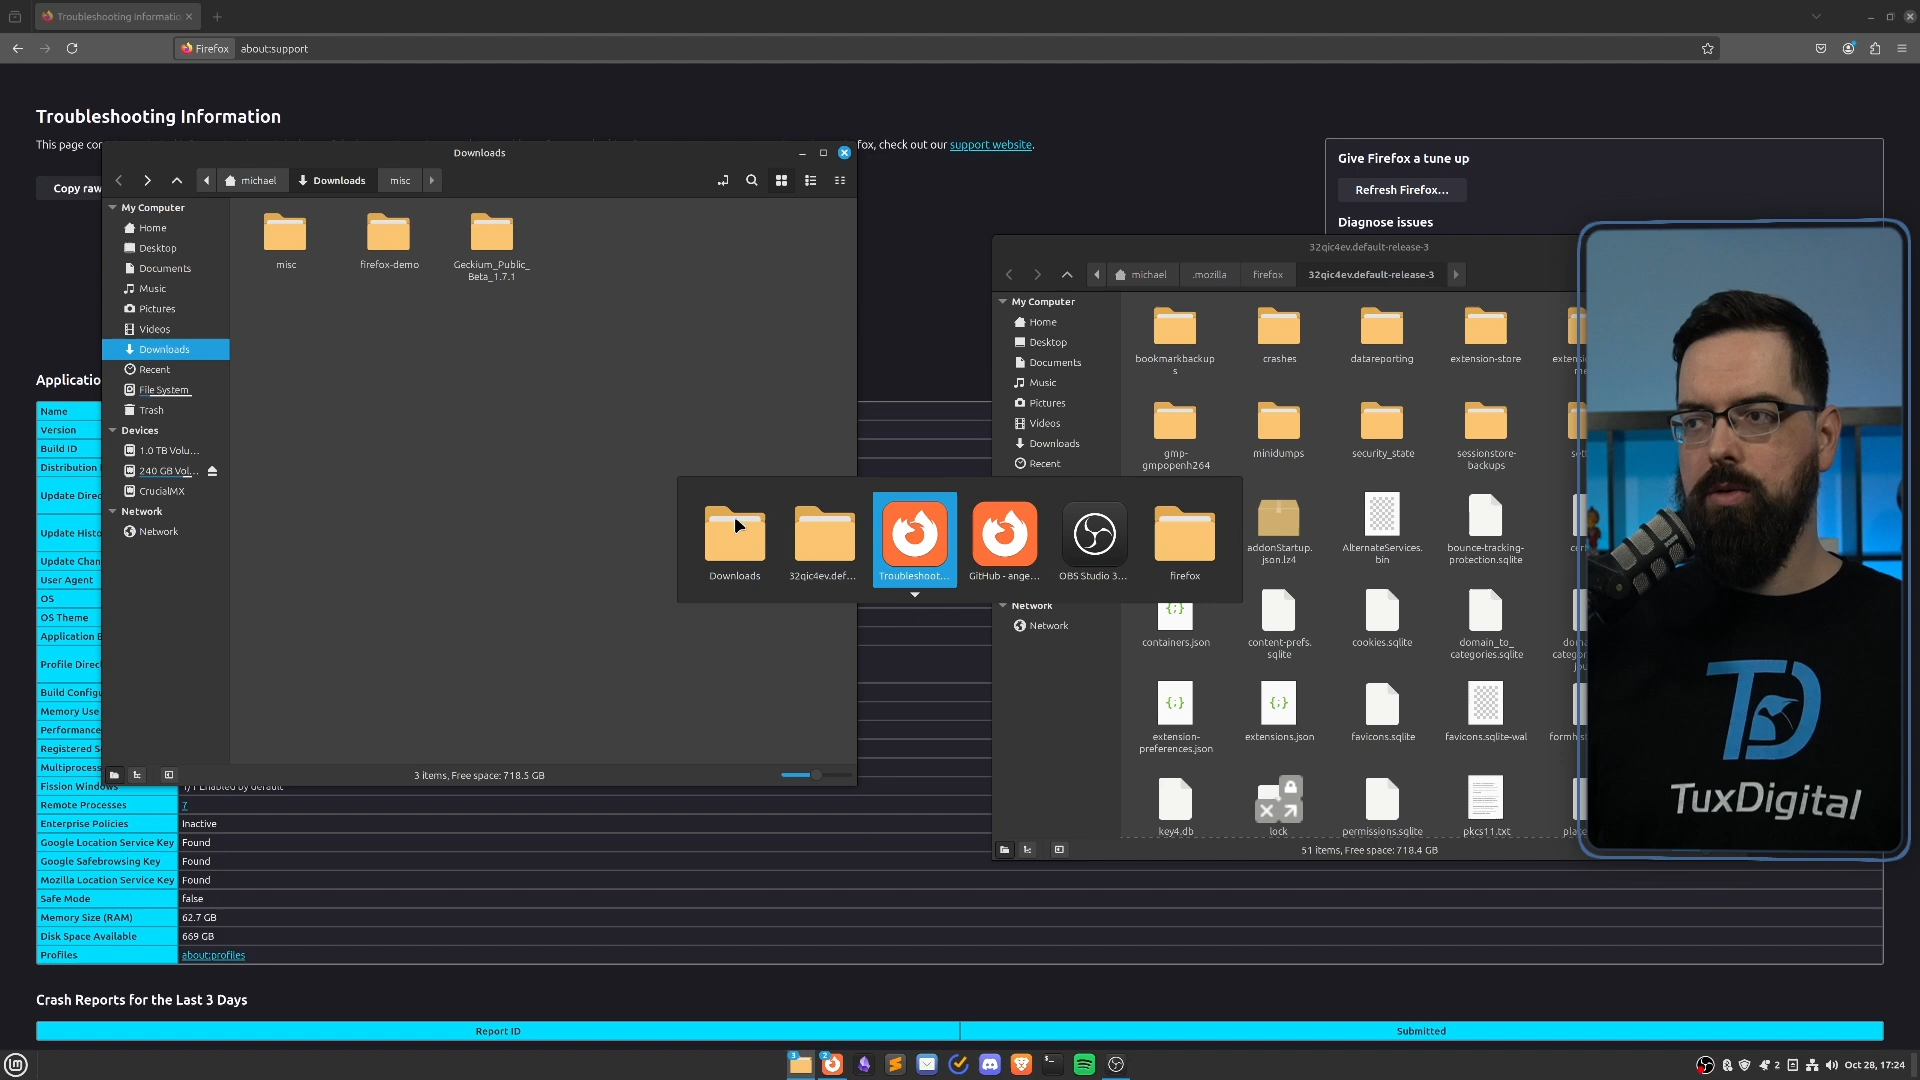 Troubleshooting Informatio
Firefox
about:support
Troubleshooting Information
This page con
fox, check out our support website.
Copy raw
Give Firefox a tune up
Refresh Firefox...
Diagnose issues
Downloads
michael
Downloads
misc
My Computer
Home
Desktop
Documents
Music
Pictures
Videos
Downloads
Recent
File System
Trash
Devices
1.0 TB Volu...
240 GB Vol...
CrucialMX
Network
Network
misc
firefox-demo
Geckium_Public_
Beta_1.7.1
3 items, Free space: 718.5 GB
32qic4ev.default-release-3
michael
.mozilla
firefox
32qic4ev.default-release-3
My Computer
Home
Desktop
Documents
Music
Pictures
Videos
Downloads
Recent
Network
Network
bookmarkbackup
s
crashes
datareporting
extension-store
gmp-
gmpopenh264
minidumps
security_state
sessionstore-
backups
addonStartup.
json.lz4
AlternateServices.
bin
bounce-tracking-
protection.sqlite
containers.json
content-prefs.
sqlite
cookies.sqlite
domain_to_
categories.sqlite
extension-
preferences.json
extensions.json
favicons.sqlite
favicons.sqlite-wal
key4.db
lock
permissions.sqlite
pkcs11.txt
51 items, Free space: 718.4 GB
Downloads
32qic4ev.def...
Troubleshoot...
GitHub - ange...
OBS Studio 3...
firefox
Applicatio
Name
Version
Build ID
Distribution
Update Direc
Update Histo
Update Chan
User Agent
OS
OS Theme
Application B
Profile Direc
Build Configu
Memory Use
Performance
Registered S
Multiprocess
Fission Windows
1/1 Enabled by default
Remote Processes
7
Enterprise Policies
Inactive
Google Location Service Key
Found
Google Safebrowsing Key
Found
Mozilla Location Service Key
Found
Safe Mode
false
Memory Size (RAM)
62.7 GB
Disk Space Available
669 GB
Profiles
about:profiles
Crash Reports for the Last 3 Days
Report ID
Submitted
TD
TuxDigital
3
2
2
Oct 28, 17:24